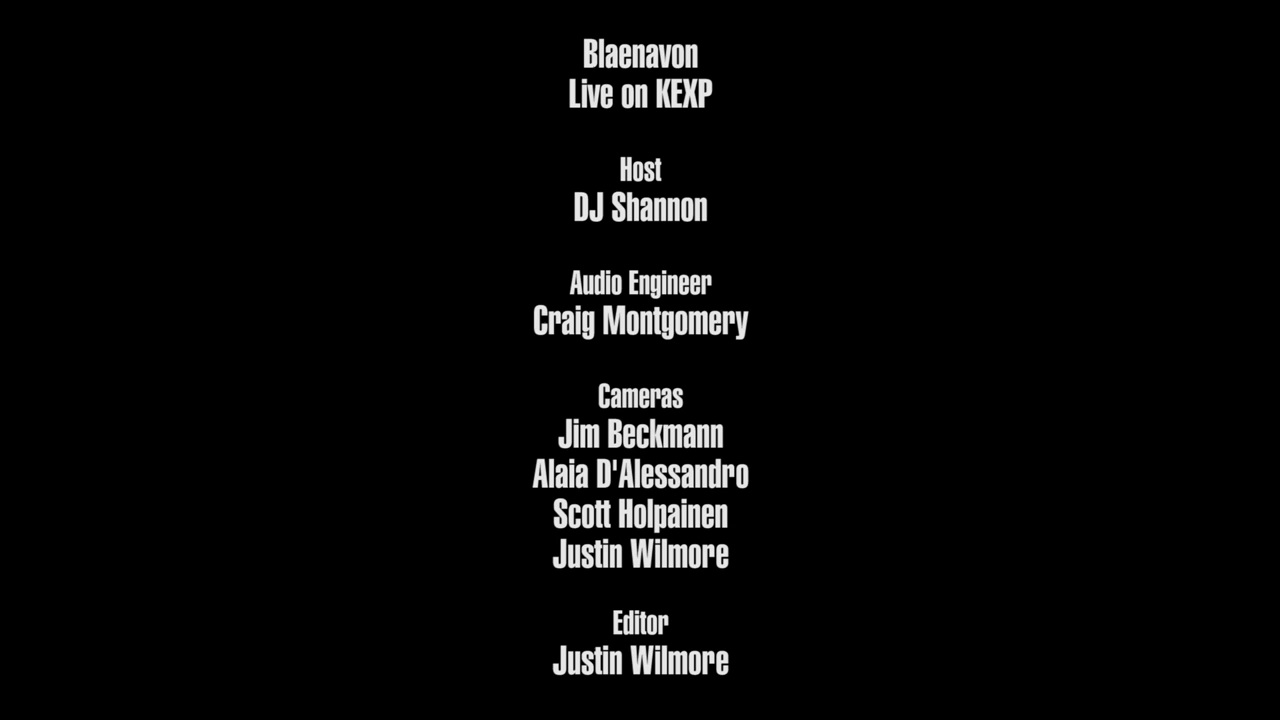 Blaenavon
Live on KEXP
Host
DJ Shannon
Audio Engineer
Craig Montgomery
Cameras
Jim Beckmann
Alaia D'Alessandro
Scott Holpainen
Justin Wilmore
Editor
Justin Wilmore